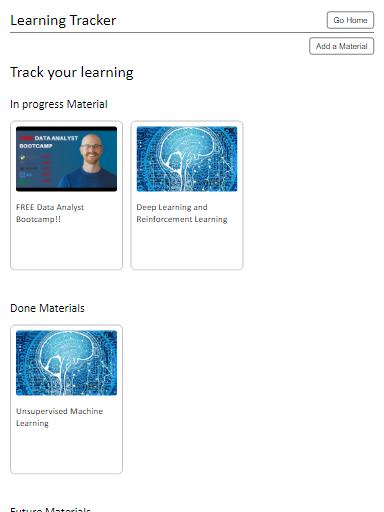 Learning Tracker
Go Home
Add a Material
Track your learning
In progress Material
FREE DATA ANALYST
BOOTCAMP
FREE Data Analyst
Bootcamp!!
Deep Learning and
Reinforcement Learning
Done Materials
Unsupervised Machine
Learning
Future Materials